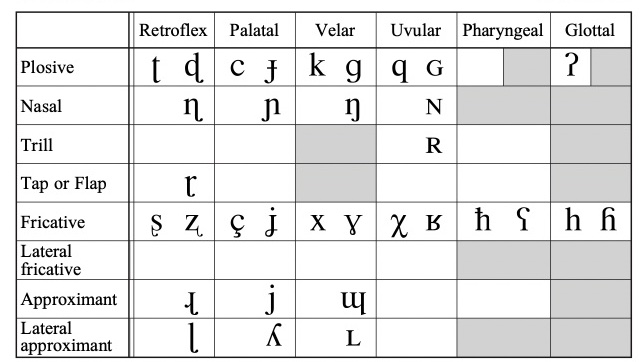 Retroflex Palatal Velar Uvular Pharyngeal Glottal
Plosive ʈ ɖ c ɟ k ɡ q ɢ ʔ
Nasal ɳ ɲ ŋ ɴ
Trill ʀ
Tap or Flap ɽ
Fricative ʂ ʐ ç ʝ x ɣ χ ʁ ħ ʕ h ɦ
Lateral
fricative
Approximant ɻ j ɰ
Lateral
approximant ɭ ʎ ʟ